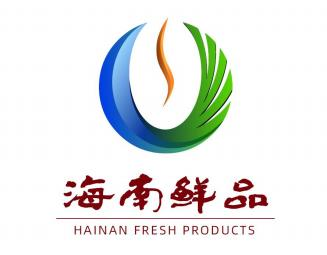 海南鲜品
HAINAN FRESH PRODUCTS